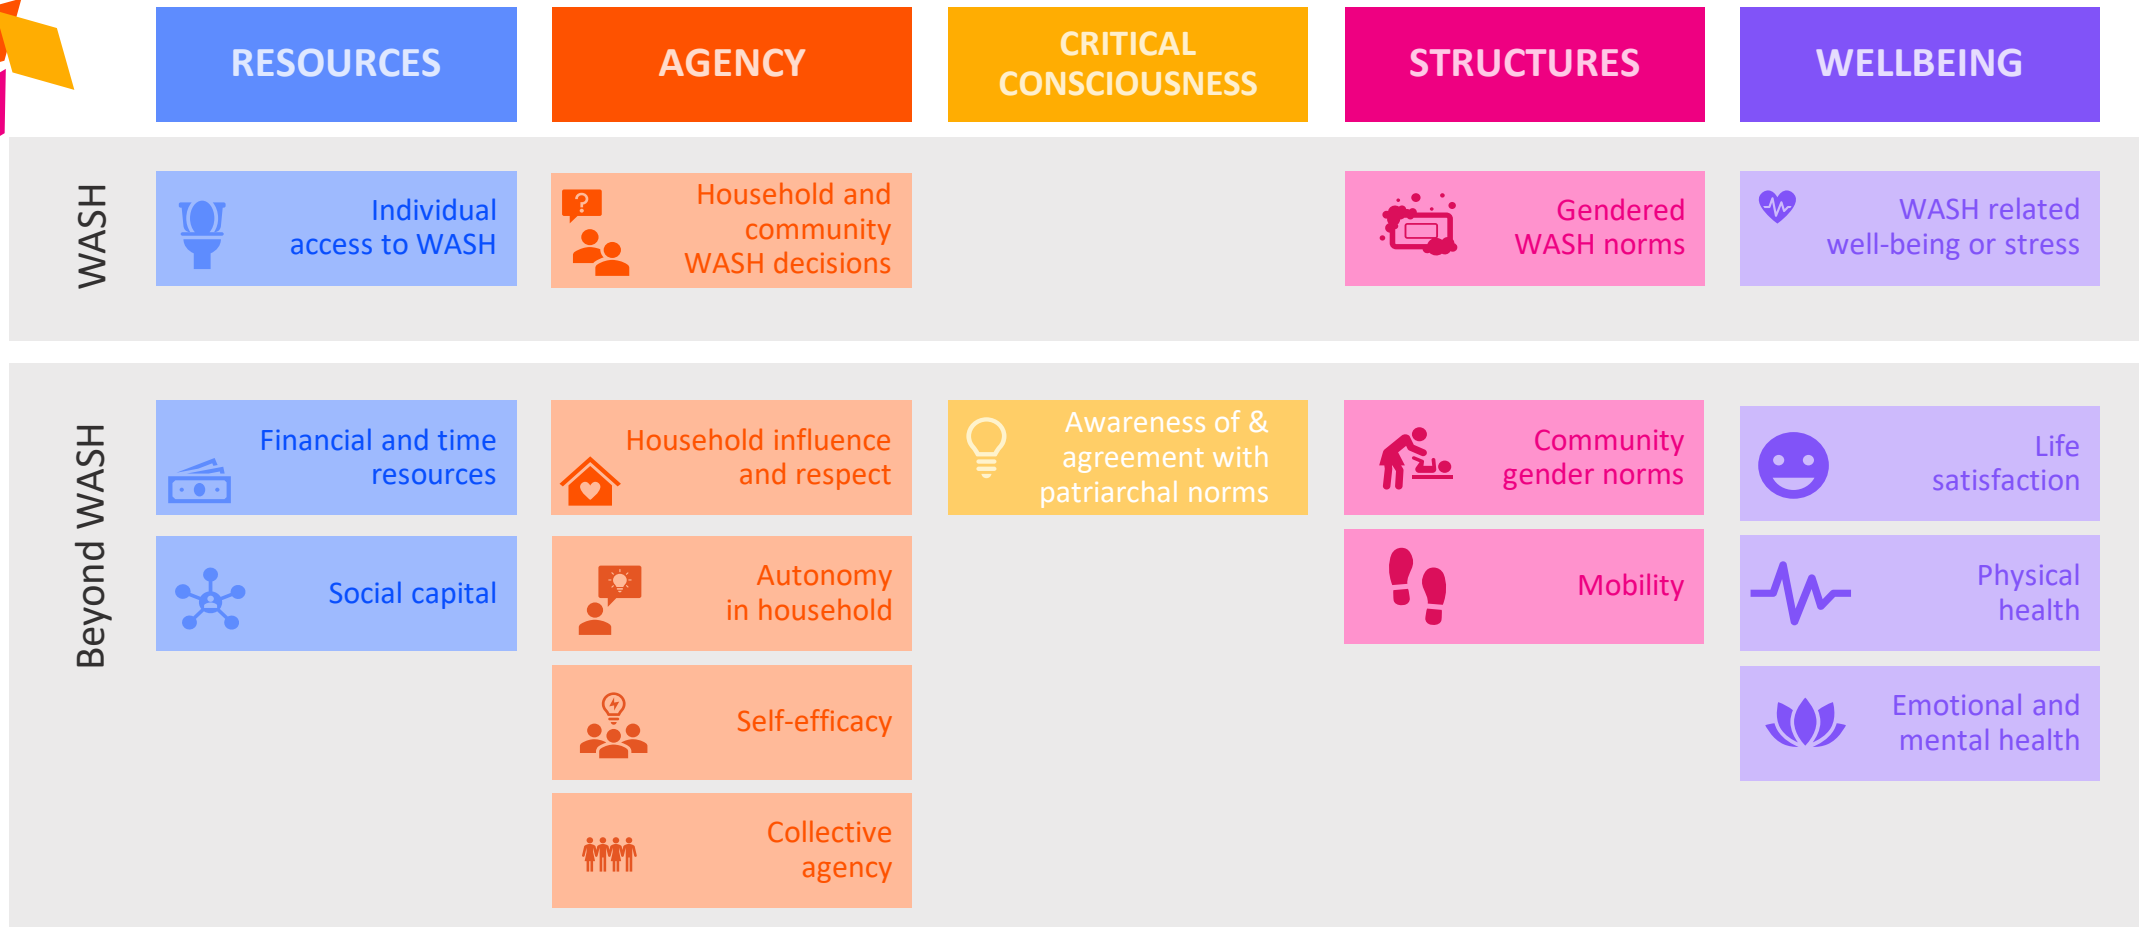 RESOURCES
AGENCY
CRITICAL
CONSCIOUSNESS
STRUCTURES
WELLBEING
WASH
Individual
access to WASH
?
Household and
community
WASH decisions
Gendered
WASH norms
WASH related
well-being or stress
Beyond WASH
Financial and time
resources
Household influence
and respect
Awareness of &
agreement with
patriarchal norms
Community
gender norms
Life
satisfaction
Social capital
Autonomy
in household
Mobility
Physical
health
Self-efficacy
Emotional and
mental health
Collective
agency